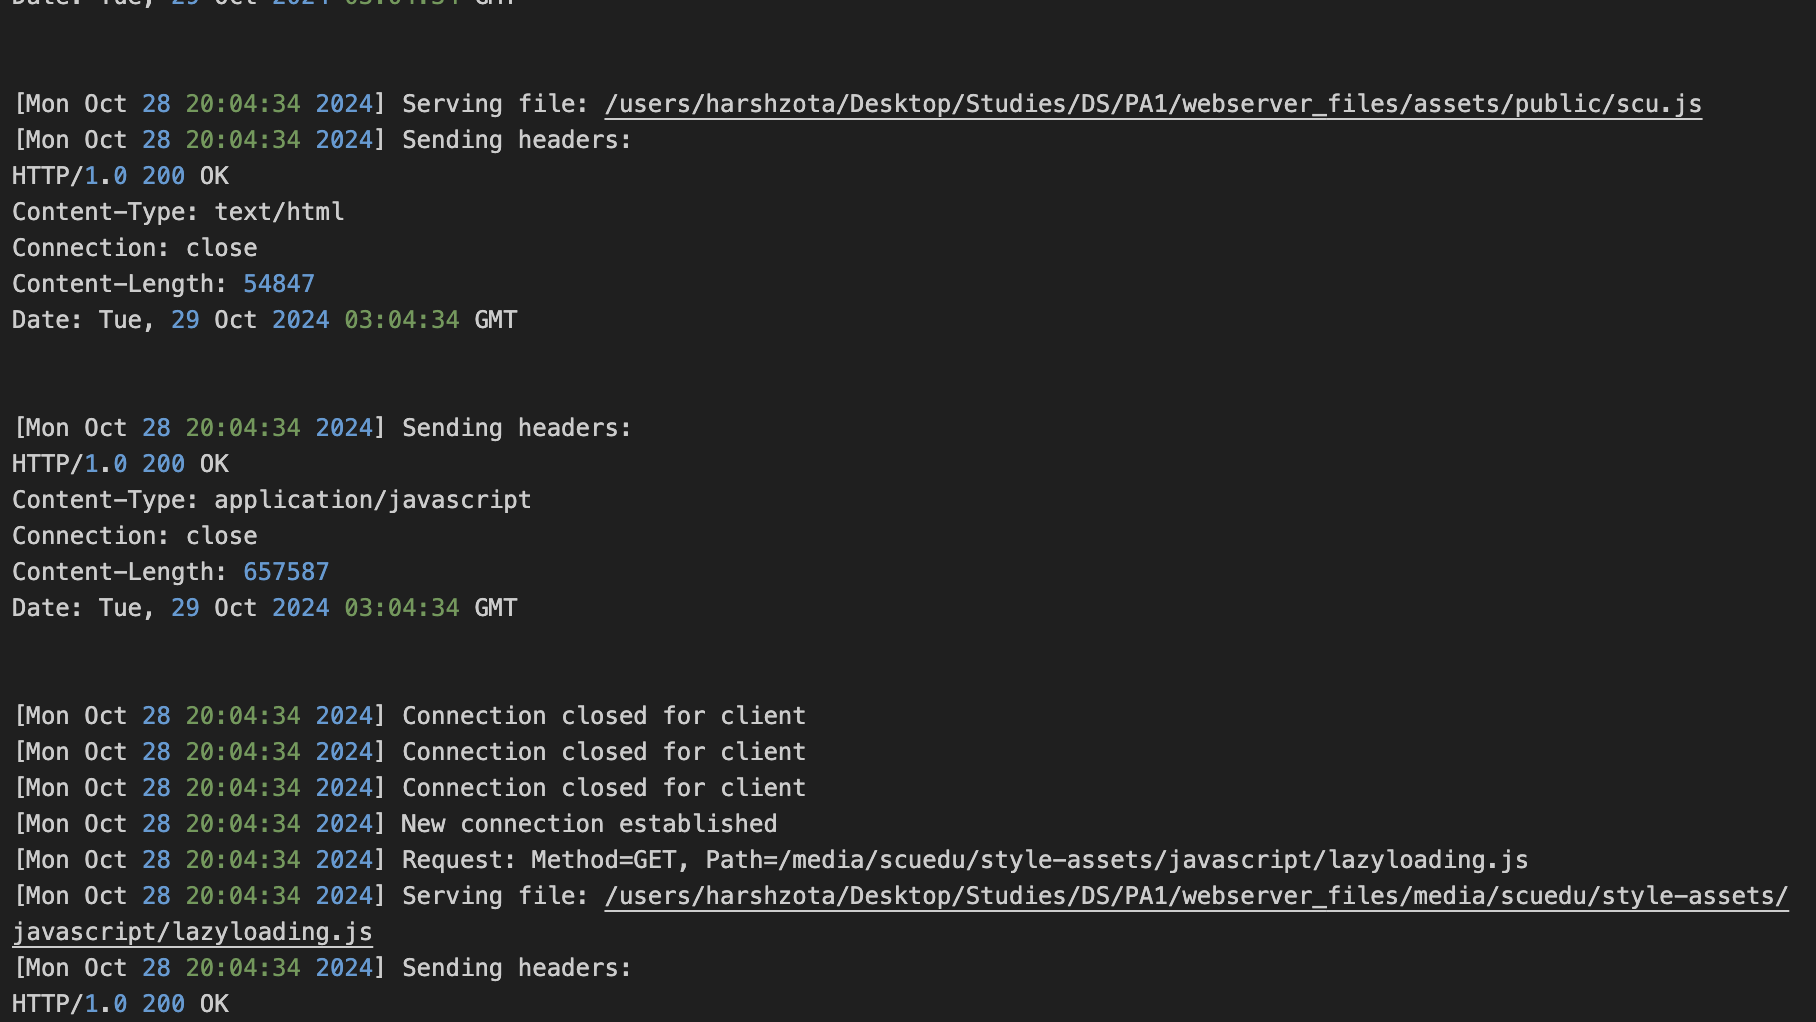 Date: Tue, 29 Oct 2024 03:04:34 GMT
[Mon Oct 28 20:04:34 2024] Serving file: /users/harshzota/Desktop/Studies/DS/PA1/webserver_files/assets/public/scu.js
[Mon Oct 28 20:04:34 2024] Sending headers:
HTTP/1.0 200 OK
Content-Type: text/html
Connection: close
Content-Length: 54847
Date: Tue, 29 Oct 2024 03:04:34 GMT
[Mon Oct 28 20:04:34 2024] Sending headers:
HTTP/1.0 200 OK
Content-Type: application/javascript
Connection: close
Content-Length: 657587
Date: Tue, 29 Oct 2024 03:04:34 GMT
[Mon Oct 28 20:04:34 2024] Connection closed for client
[Mon Oct 28 20:04:34 2024] Connection closed for client
[Mon Oct 28 20:04:34 2024] Connection closed for client
[Mon Oct 28 20:04:34 2024] New connection established
[Mon Oct 28 20:04:34 2024] Request: Method=GET, Path=/media/scuedu/style-assets/javascript/lazyloading.js
[Mon Oct 28 20:04:34 2024] Serving file: /users/harshzota/Desktop/Studies/DS/PA1/webserver_files/media/scuedu/style-assets/
javascript/lazyloading.js
[Mon Oct 28 20:04:34 2024] Sending headers:
HTTP/1.0 200 OK